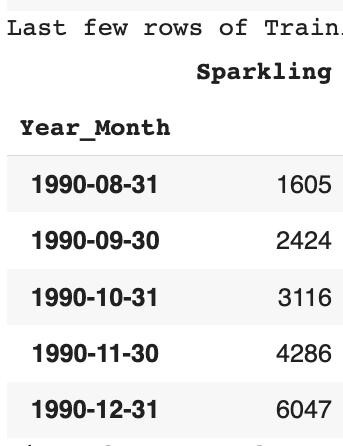 Last few rows of Train
Sparkling
Year_Month
1990-08-31 1605
1990-09-30 2424
1990-10-31 3116
1990-11-30 4286
1990-12-31 6047